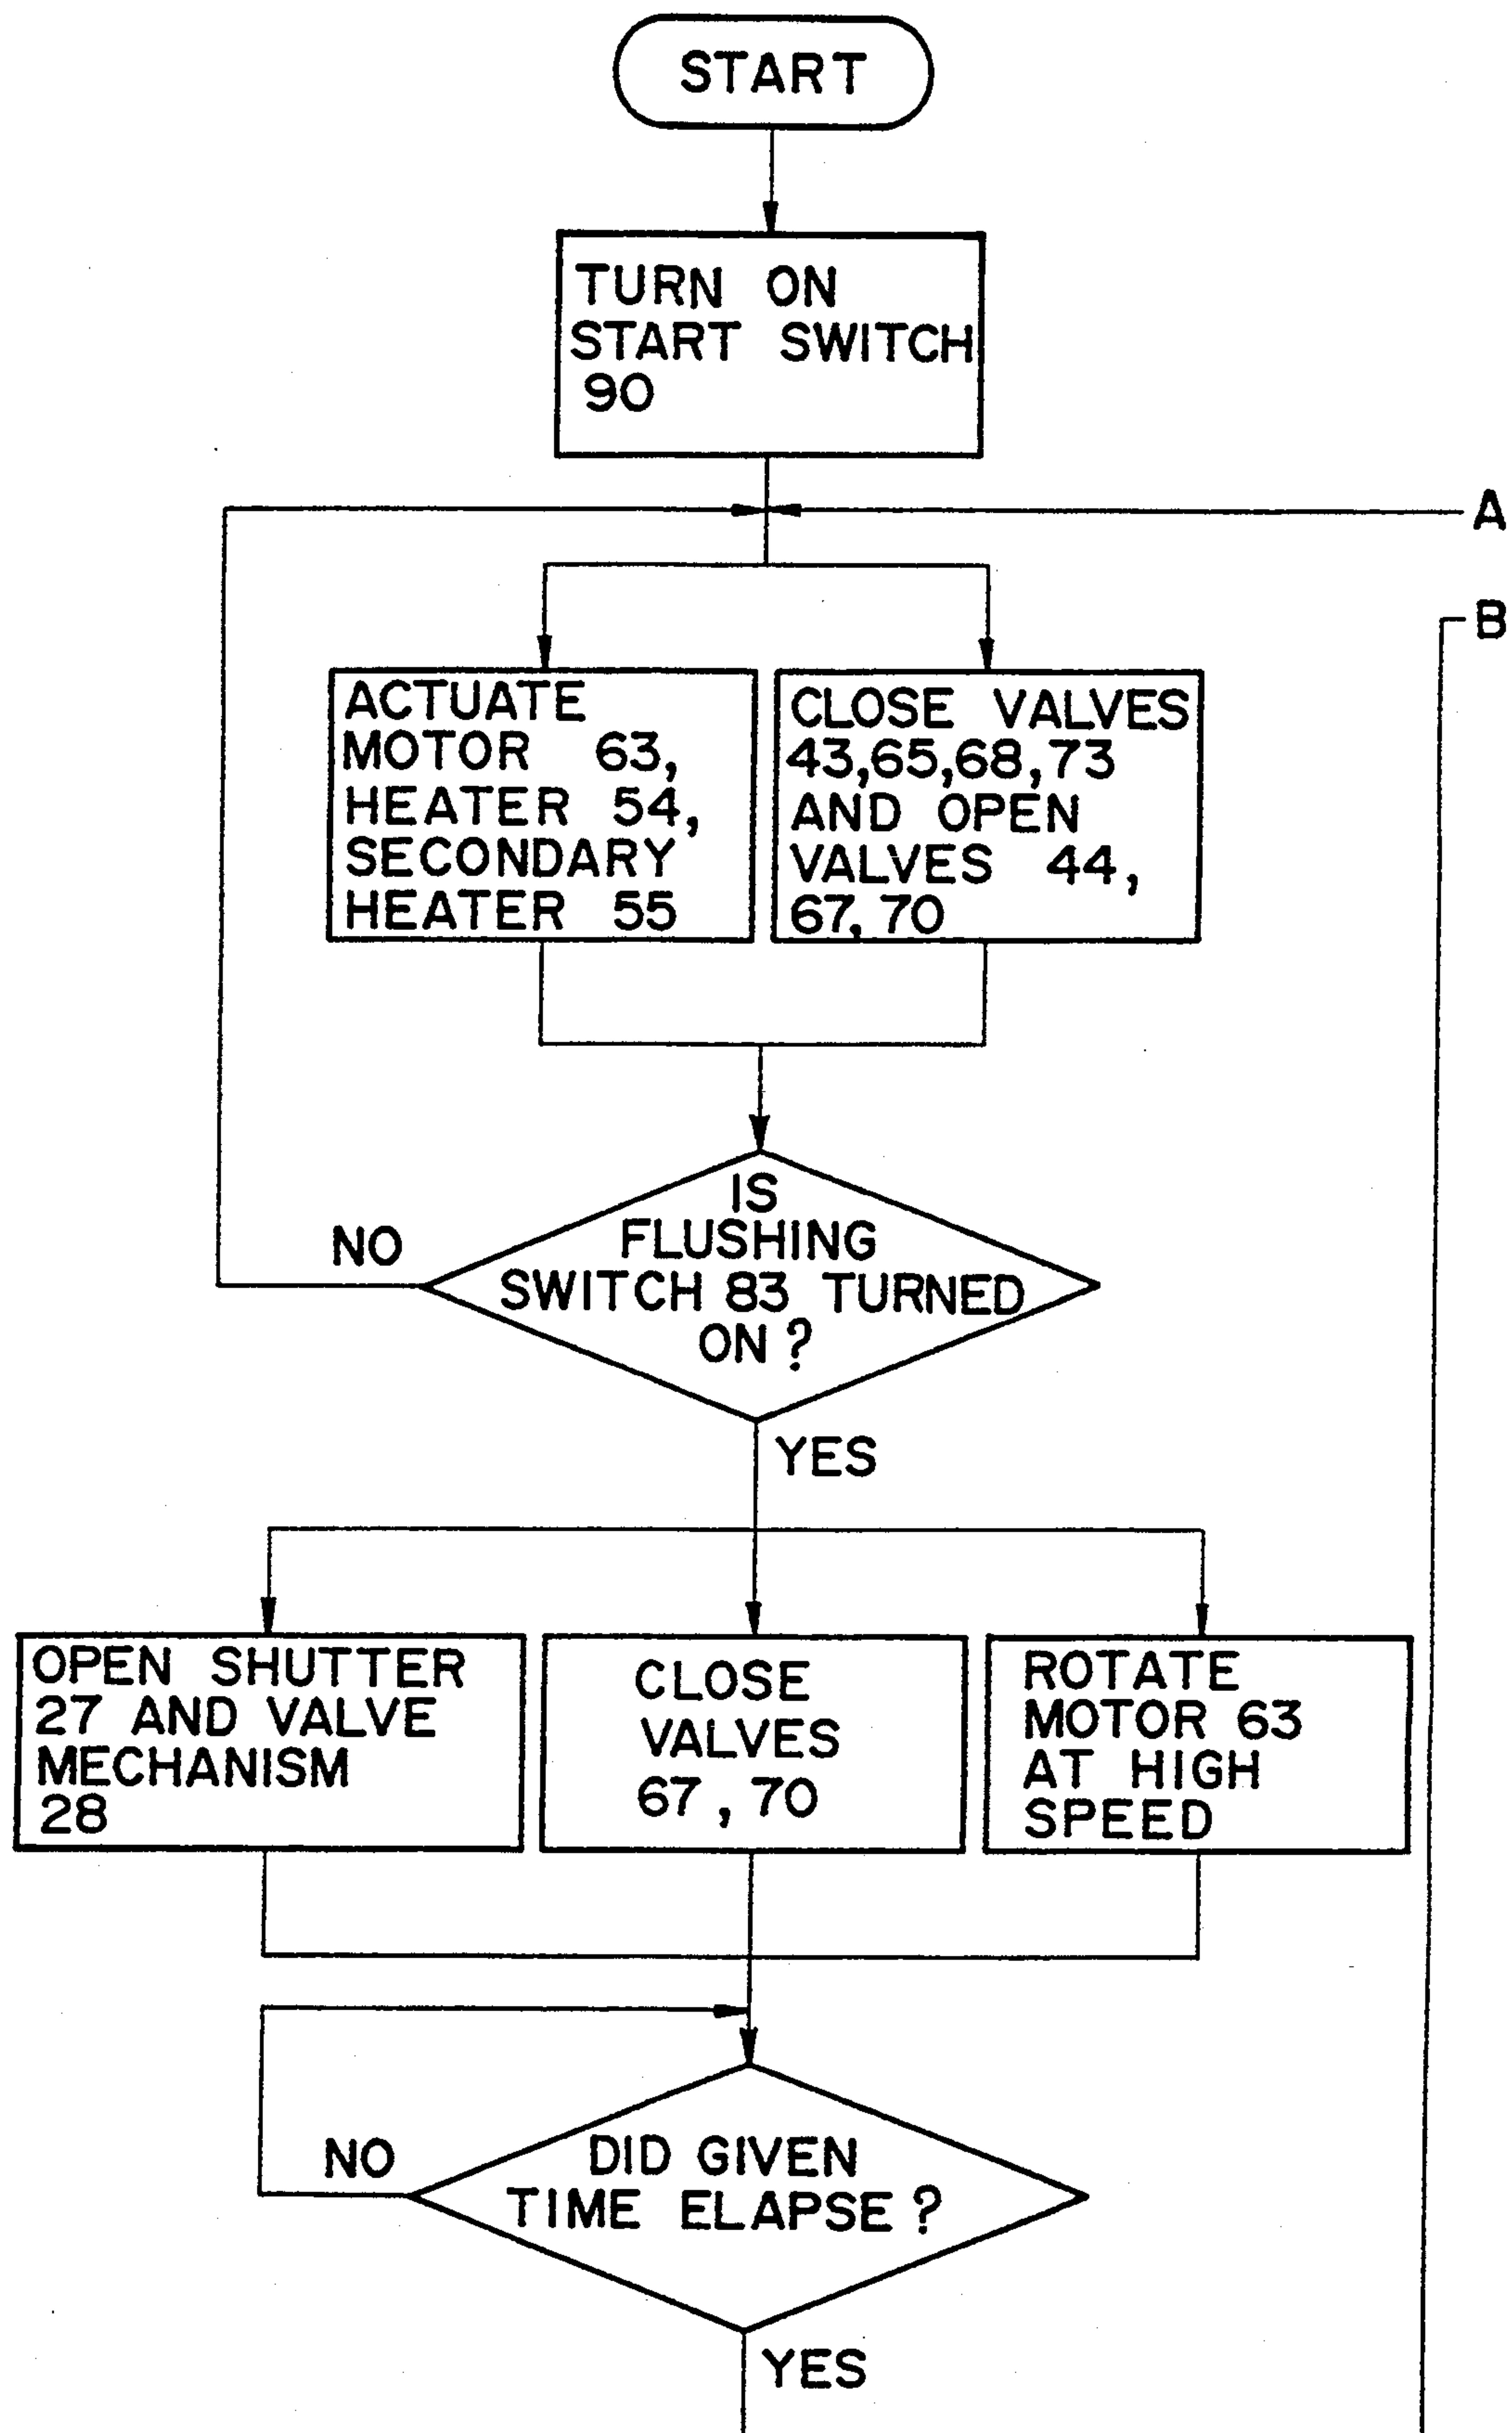 START
TURN ON
START SWITCH
90
A
B
ACTUATE
MOTOR 63,
HEATER 54,
SECONDARY
HEATER 55
CLOSE VALVES
43,65,68,73
AND OPEN
VALVES 44,
67,70
IS
FLUSHING
SWITCH 83 TURNED
ON?
NO
YES
OPEN SHUTTER
27 AND VALVE
MECHANISM
28
CLOSE
VALVES
67, 70
ROTATE
MOTOR 63
AT HIGH
SPEED
DID GIVEN
TIME ELAPSE?
NO
YES